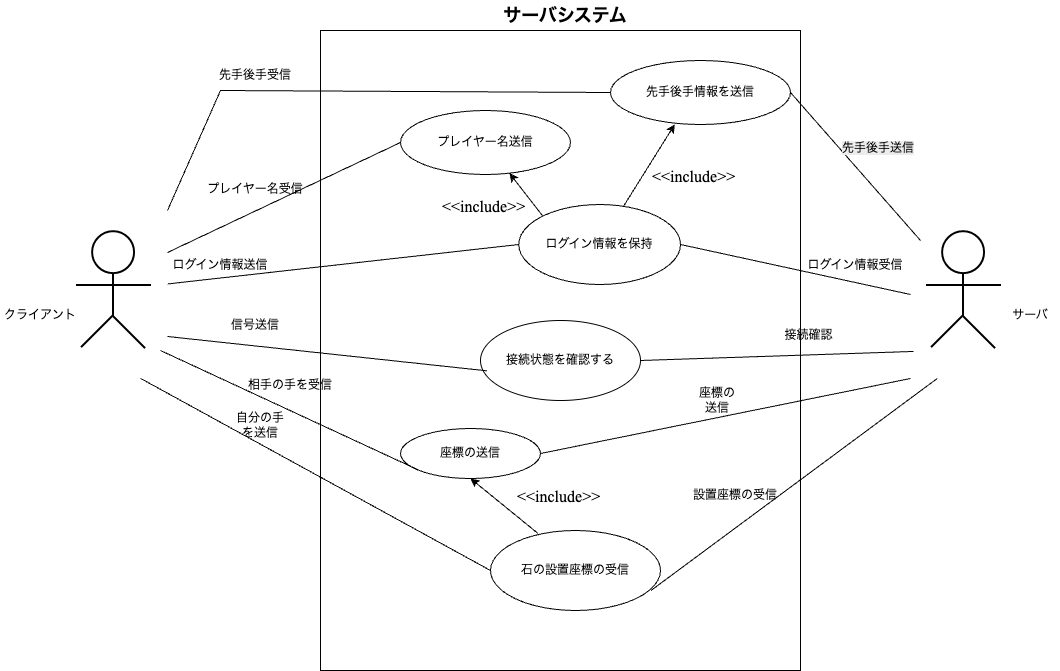 サーバシステム
先手後手受信
先手後手情報を送信
プレイヤー名送信
先手後手送信
<<include>>
プレイヤー名受信
<<include>>
ログイン情報を保持
ログイン情報送信
ログイン情報受信
クライアント
サーバ
信号送信
接続確認
接続状態を確認する
相手の手を受信
座標の
送信
自分の手
を送信
座標の送信
<<include>>
設置座標の受信
石の設置座標の受信